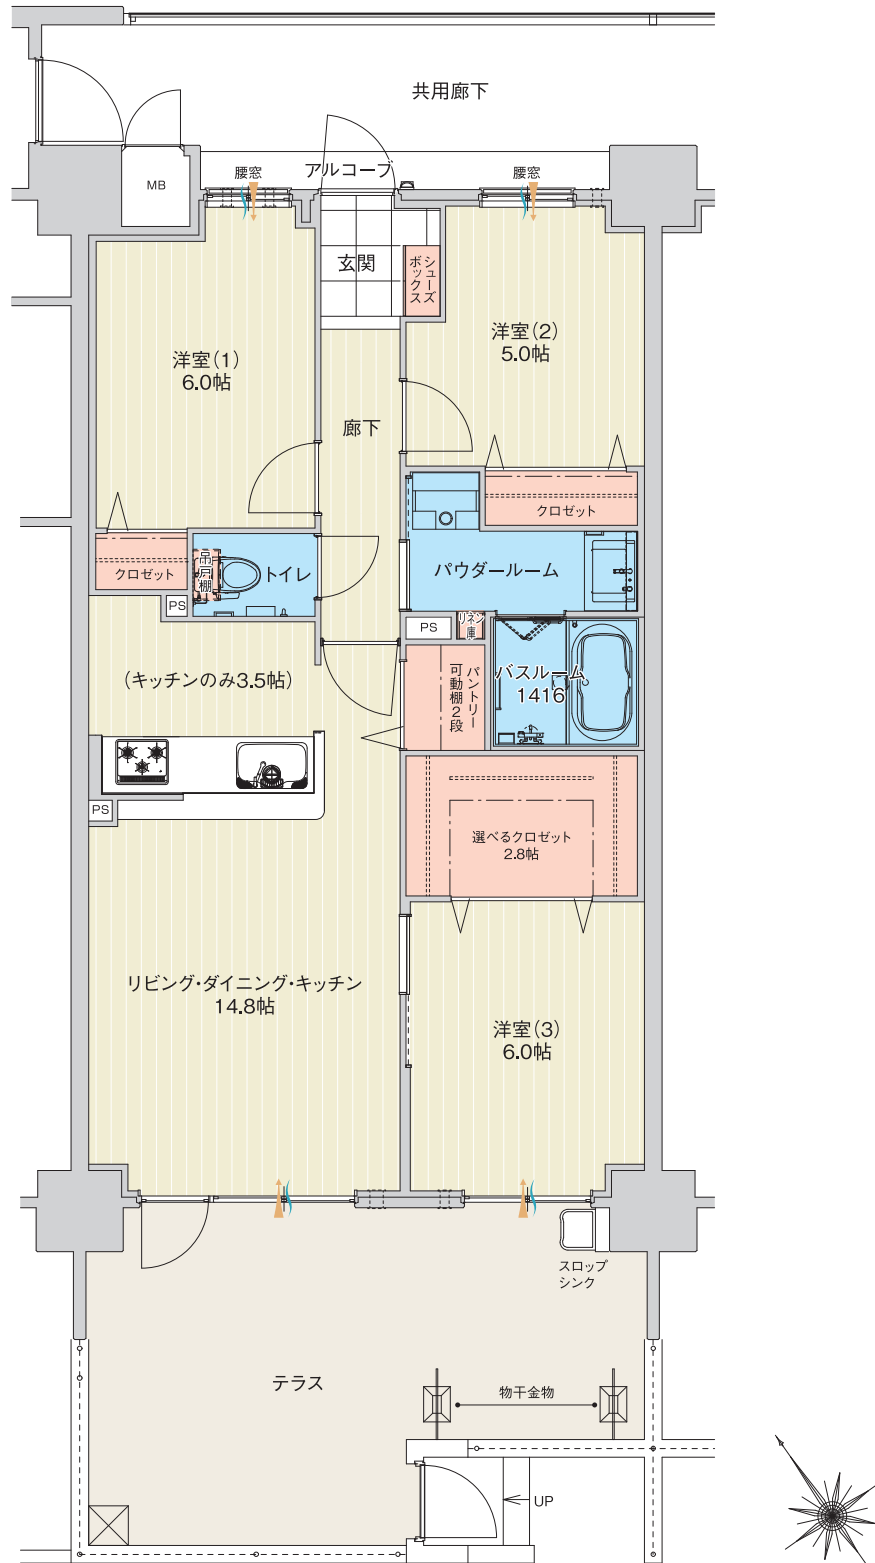 共用廊下
MB
腰窓
アルコーブ
腰窓
玄関
シューズ
ボックス
洋室(1)
6.0帖
洋室(2)
5.0帖
廊下
クロゼット
クロゼット
吊戸棚
トイレ
パウダールーム
PS
PS
リネン
庫
(キッチンのみ3.5帖)
パントリー
可動棚2段
バスルーム
1416
PS
選べるクロゼット
2.8帖
リビング・ダイニング・キッチン
14.8帖
洋室(3)
6.0帖
スロップ
シンク
テラス
物干金物
UP